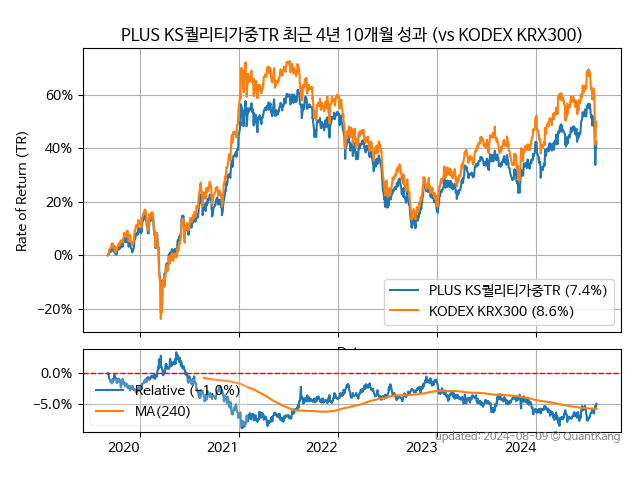 PLUS KS퀄리티가중TR 최근 4년 10개월 성과 (vs KODEX KRX300)
Rate of Return (TR)
60%
40%
20%
0%
−20%
PLUS KS퀄리티가중TR (7.4%)
KODEX KRX300 (8.6%)
0.0%
−5.0%
Relative (−1.0%)
MA(240)
2020
2021
2022
2023
2024
updated: 2024-08-09 © QuantKang